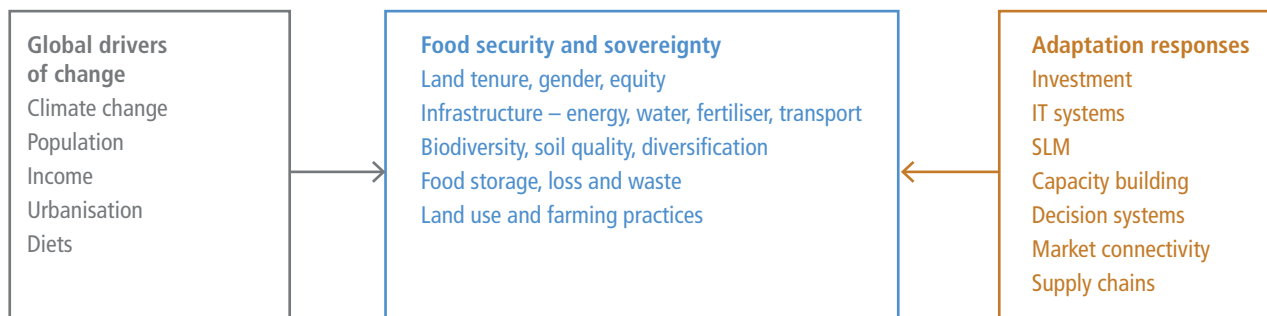 Global drivers
of change
Climate change
Population
Income
Urbanisation
Diets
Food security and sovereignty
Land tenure, gender, equity
Infrastructure – energy, water, fertiliser, transport
Biodiversity, soil quality, diversification
Food storage, loss and waste
Land use and farming practices
Adaptation responses
Investment
IT systems
SLM
Capacity building
Decision systems
Market connectivity
Supply chains